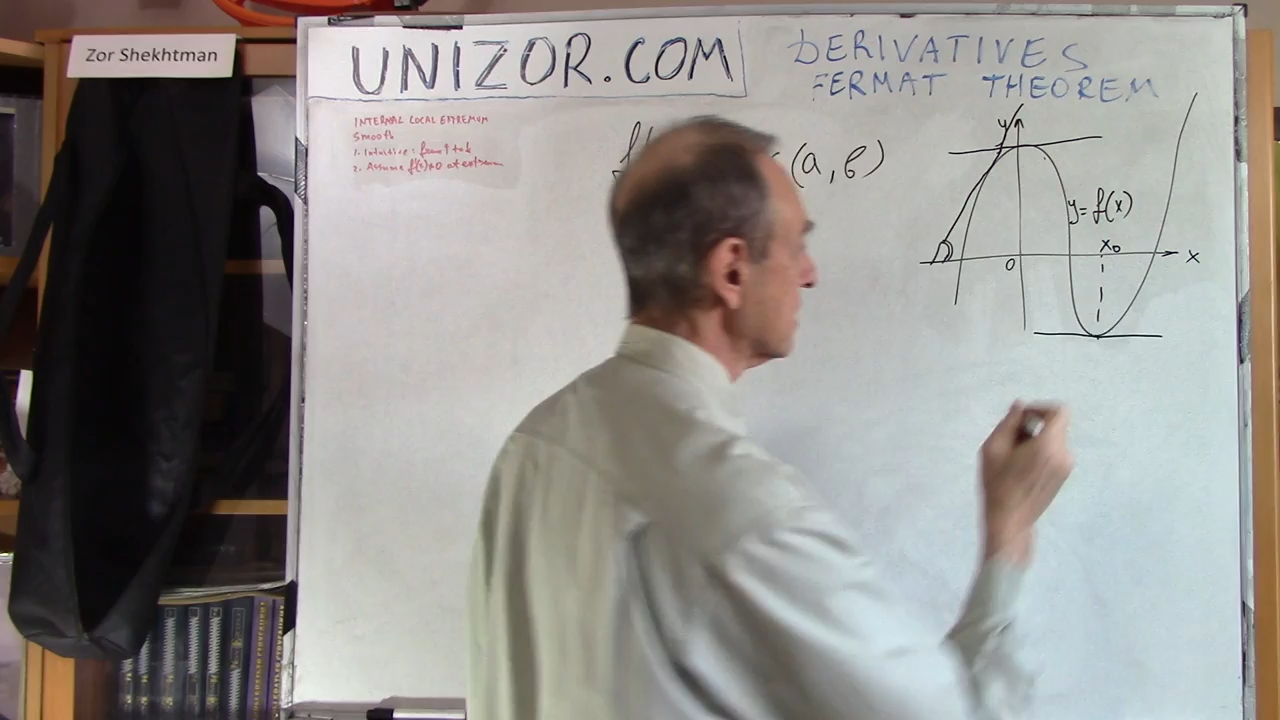 Zor Shekhtman
UNIZOR.COM
DERIVATIVES
FERMAT THEOREM
INTERNAL LOCAL EXTREMUM
Smooth
1. Intuitive:
2. Assume f'(c)≠0 at extremum
(a, b)
y
y = f(x)
x₀
0
x